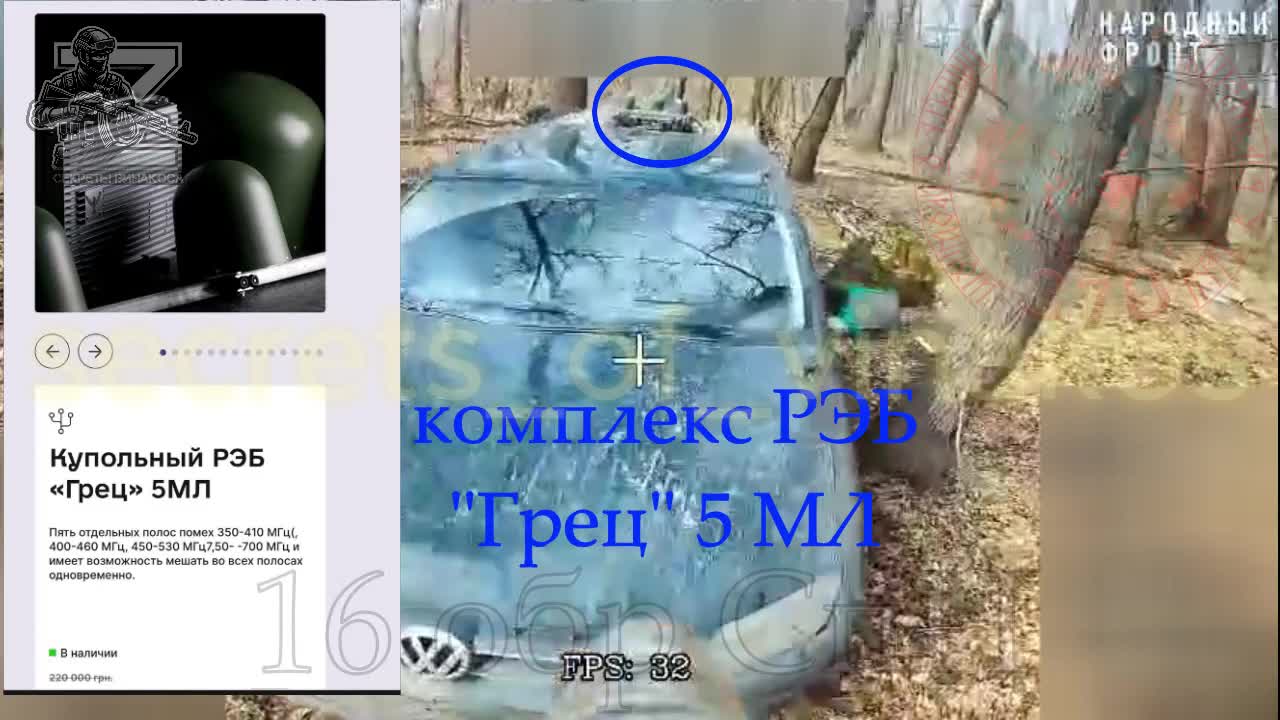 СЕКРЕТЫ ВИНАКОСА
Купольный РЭБ
«Грец» 5МЛ
Пять отдельных полос помех 350-410 МГц(,
400-460 МГц, 450-530 МГц7,50- -700 МГц и
имеет возможность мешать во всех полосах
одновременно.
В наличии
220 000 грн.
НАРОДНЫЙ
ФРОНТ
secrets of vinakos
комплекс РЭБ
"Грец" 5 МЛ
16 обр Сп
FPS: 32